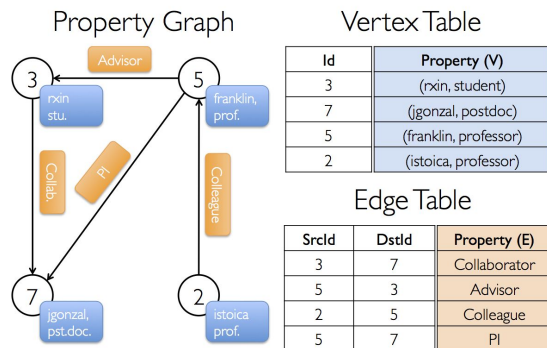 Property Graph
Advisor
3
5
rxin
stu.
franklin,
prof.
Collab.
PI
Colleague
7
2
jgonzal,
pst.doc.
istoica
prof.
Vertex Table
Id Property (V)
3 (rxin, student)
7 (jgonzal, postdoc)
5 (franklin, professor)
2 (istoica, professor)
Edge Table
SrcId DstId Property (E)
3 7 Collaborator
5 3 Advisor
2 5 Colleague
5 7 PI